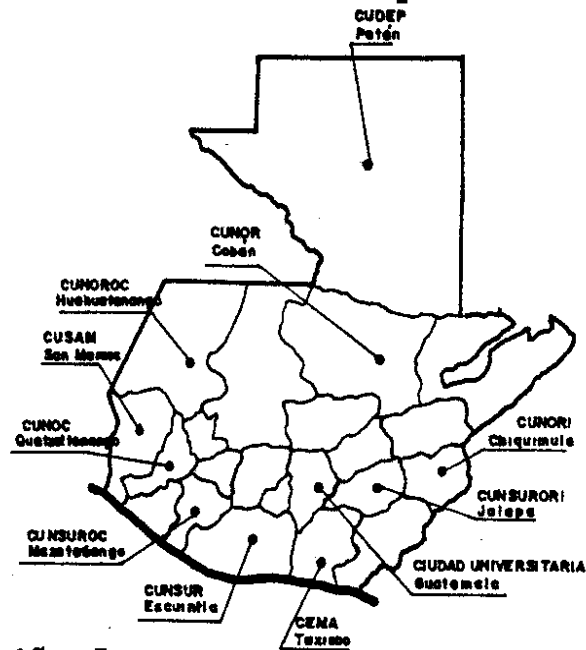 CUDEP
Petén
CUNOR
Cobán
CUNOROC
Huehuetenango
CUSAM
San Marcos
CUNOC
Quetzaltenango
CUNORI
Chiquimula
CUNSURORI
Jalapa
CUNSUROC
Mazatenango
CIUDAD UNIVERSITARIA
Guatemala
CUNSUR
Escuintla
CEMA